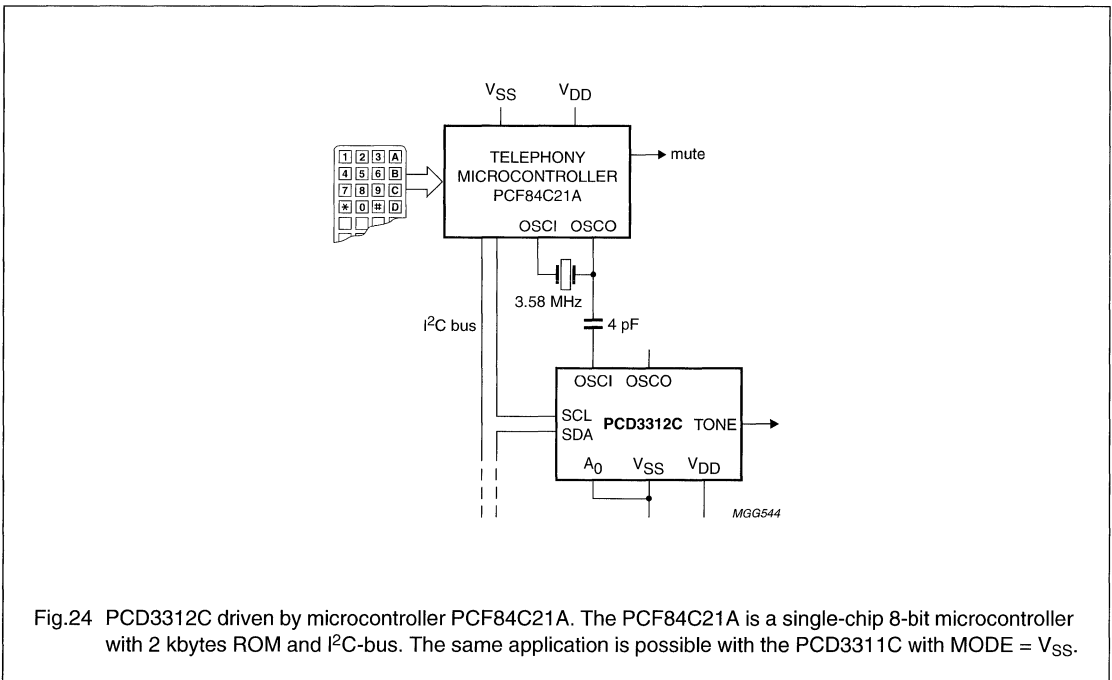 VSS VDD
1 2 3 A
4 5 6 B
7 8 9 C
* 0 # D
TELEPHONY
MICROCONTROLLER
PCF84C21A
mute
OSCI OSCO
3.58 MHz
I²C bus
4 pF
OSCI OSCO
SCL
SDA
PCD3312C
TONE
A0 VSS VDD
MGG544
Fig.24 PCD3312C driven by microcontroller PCF84C21A. The PCF84C21A is a single-chip 8-bit microcontroller
with 2 kbytes ROM and I²C-bus. The same application is possible with the PCD3311C with MODE = VSS.